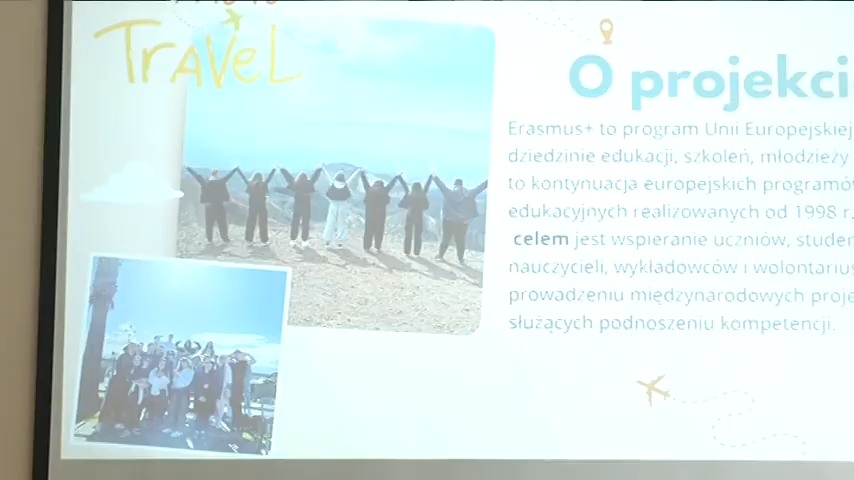 TRAVEL
O projekci
Erasmus+ to program Unii Europejskiej
dziedzinie edukacji, szkoleń, młodzieży
to kontynuacja europejskich programów
edukacyjnych realizowanych od 1998 r.
celem jest wspieranie uczniów, studen
nauczycieli, wykładowców i wolontarius
prowadzeniu międzynarodowych proje
służących podnoszeniu kompetencji.